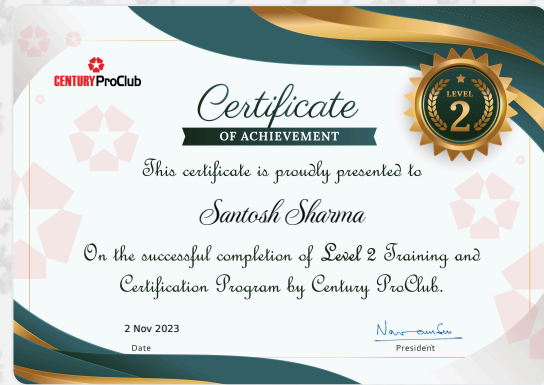 CENTURY ProClub
LEVEL
2
Certificate
OF ACHIEVEMENT
This certificate is proudly presented to
Santosh Sharma
On the successful completion of Level 2 Training and
Certification Program by Century ProClub.
2 Nov 2023
Date
President